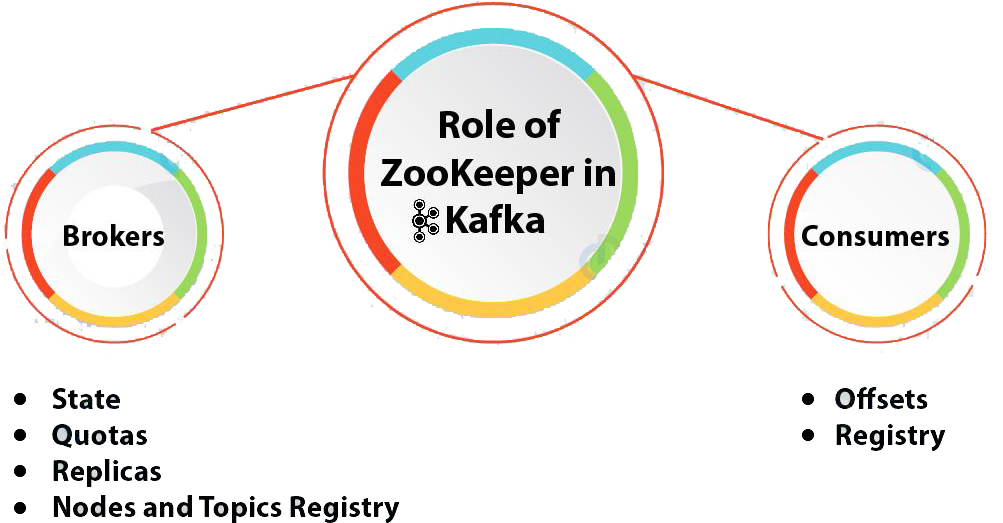 Role of
ZooKeeper in
Kafka
Brokers
Consumers
• State
• Quotas
• Replicas
• Nodes and Topics Registry
• Offsets
• Registry